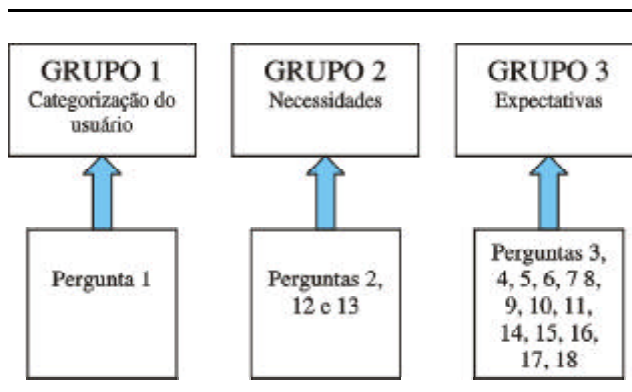 GRUPO 1
Categorização do
usuário
GRUPO 2
Necessidades
GRUPO 3
Expectativas
Pergunta 1
Perguntas 2,
12 e 13
Perguntas 3,
4, 5, 6, 7 8,
9, 10, 11,
14, 15, 16,
17, 18